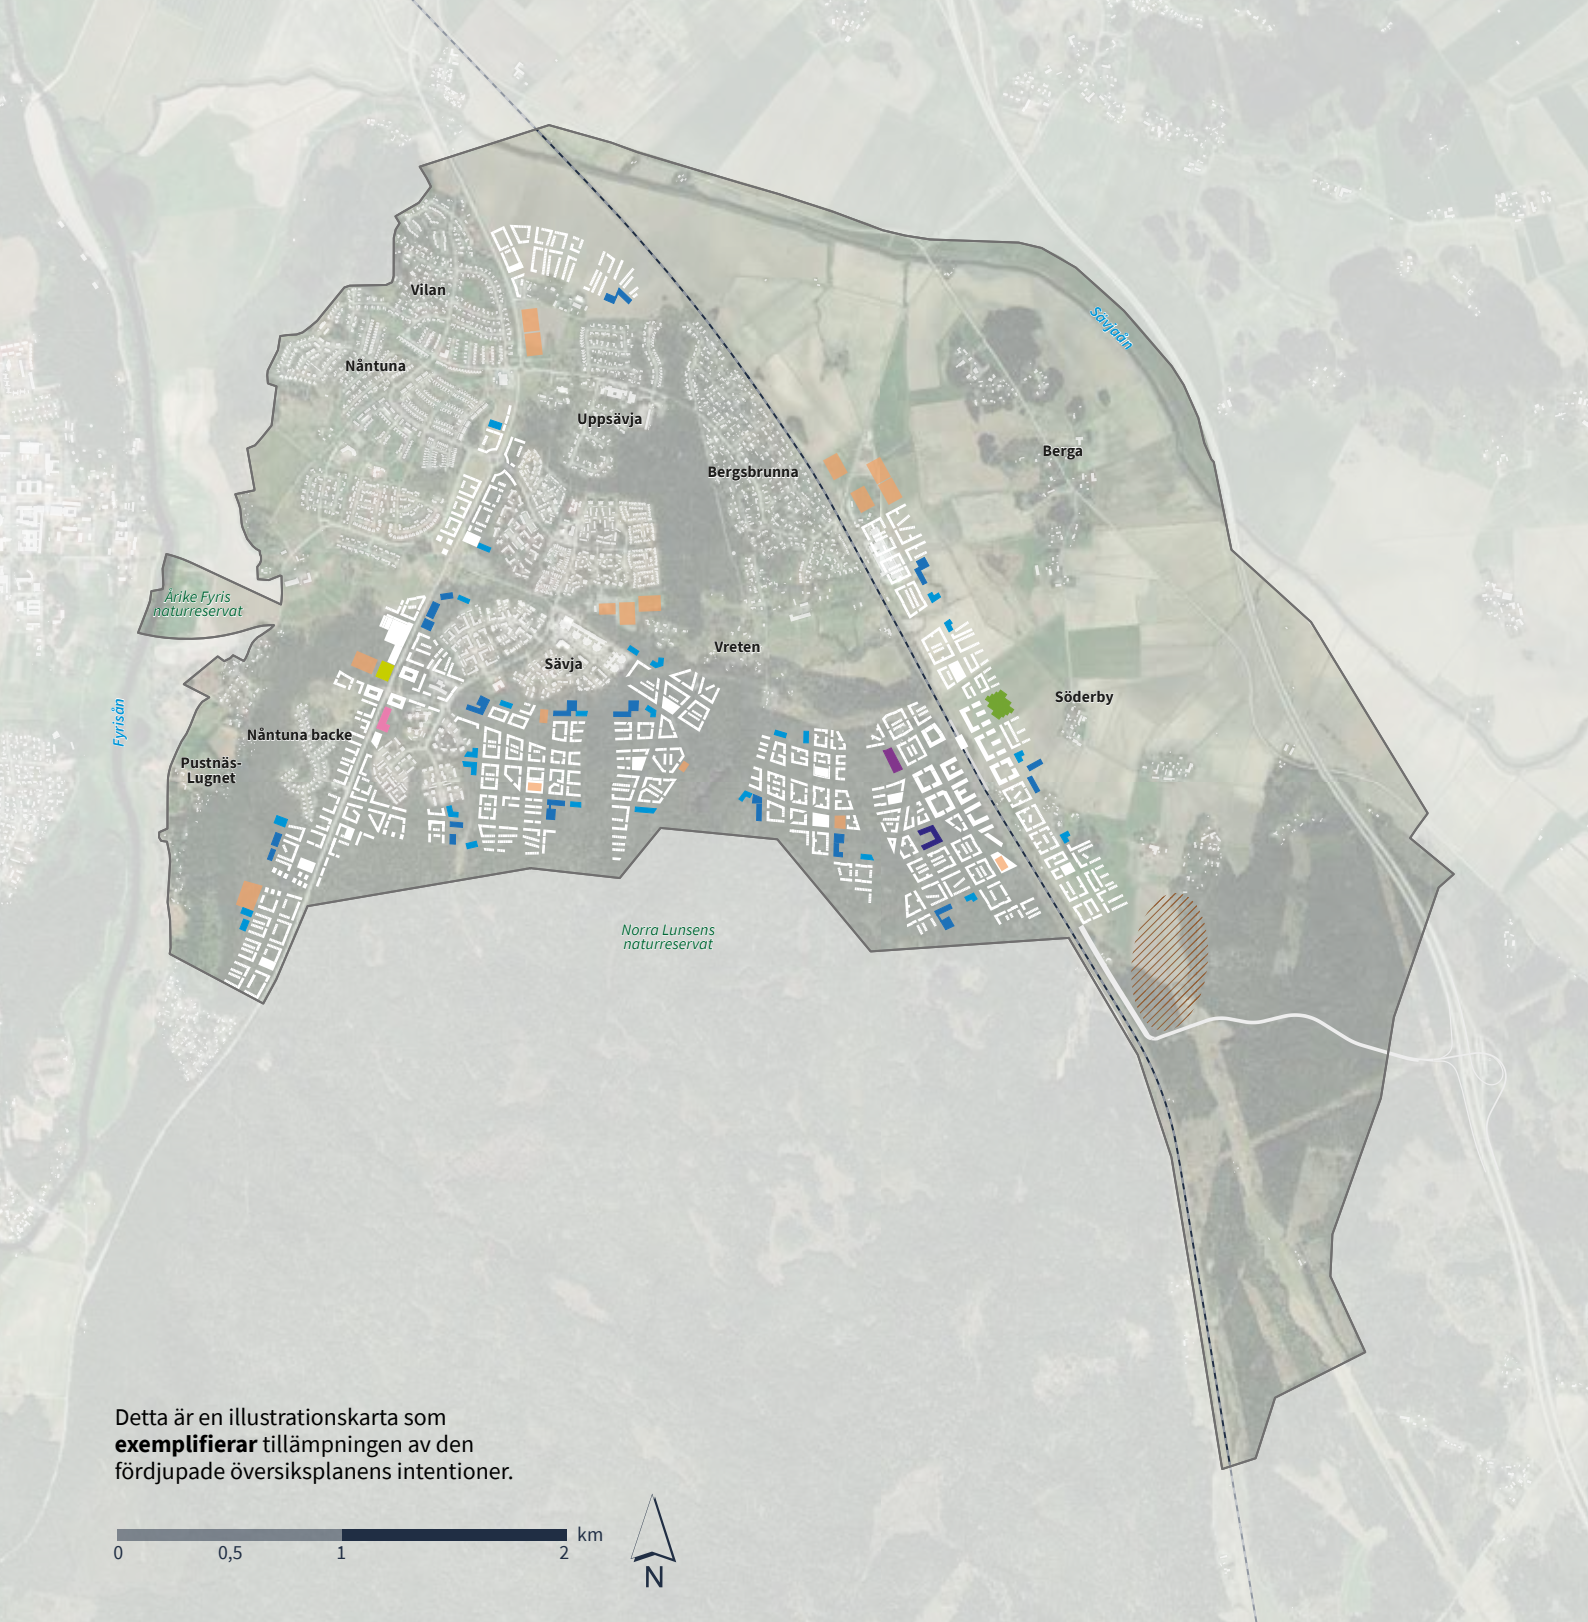 Vilan
Sävjaån
Nåntuna
Uppsävja
Berga
Bergsbrunna
Årike Fyris
naturreservat
Vreten
Sävja
Söderby
Fyrisån
Nåntuna backe
Pustnäs-
Lugnet
Norra Lunsens
naturreservat
Detta är en illustrationskarta som
exemplifierar tillämpningen av den
fördjupade översiksplanens intentioner.
km
0 0,5 1 2
N